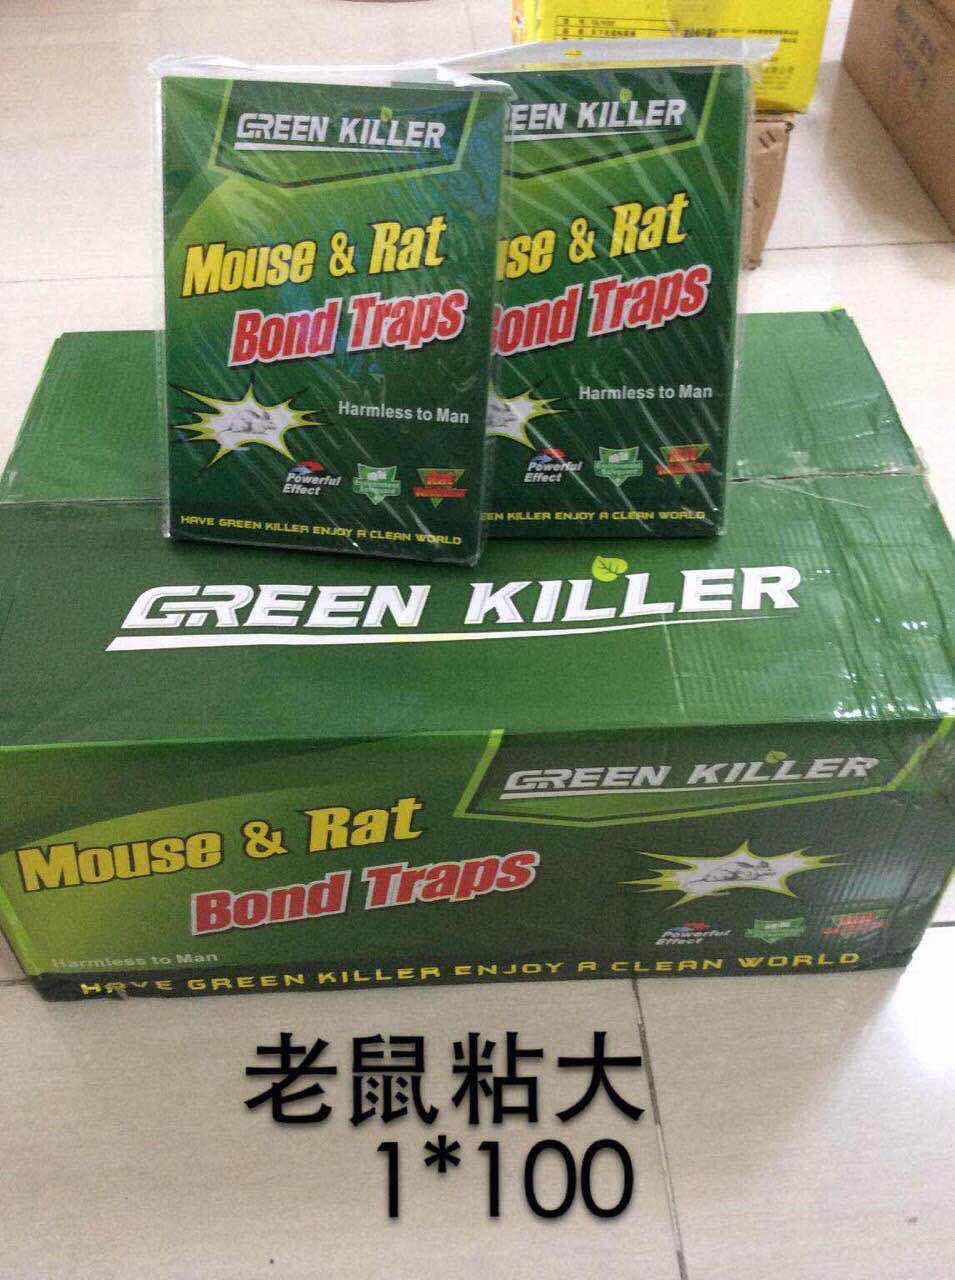 GREEN KILLER
Mouse & Rat
Bond Traps
Harmless to Man
Powerful
Effect
HAVE GREEN KILLER ENJOY A CLEAN WORLD
EEN KILLER
use & Rat
Bond Traps
Harmless to Man
Powerful
Effect
EEN KILLER ENJOY A CLEAN WORLD
GREEN KILLER
GREEN KILLER
Mouse & Rat
Bond Traps
Powerful
Effect
Harmless to Man
HAVE GREEN KILLER ENJOY A CLEAN WORLD
老鼠粘大
1*100